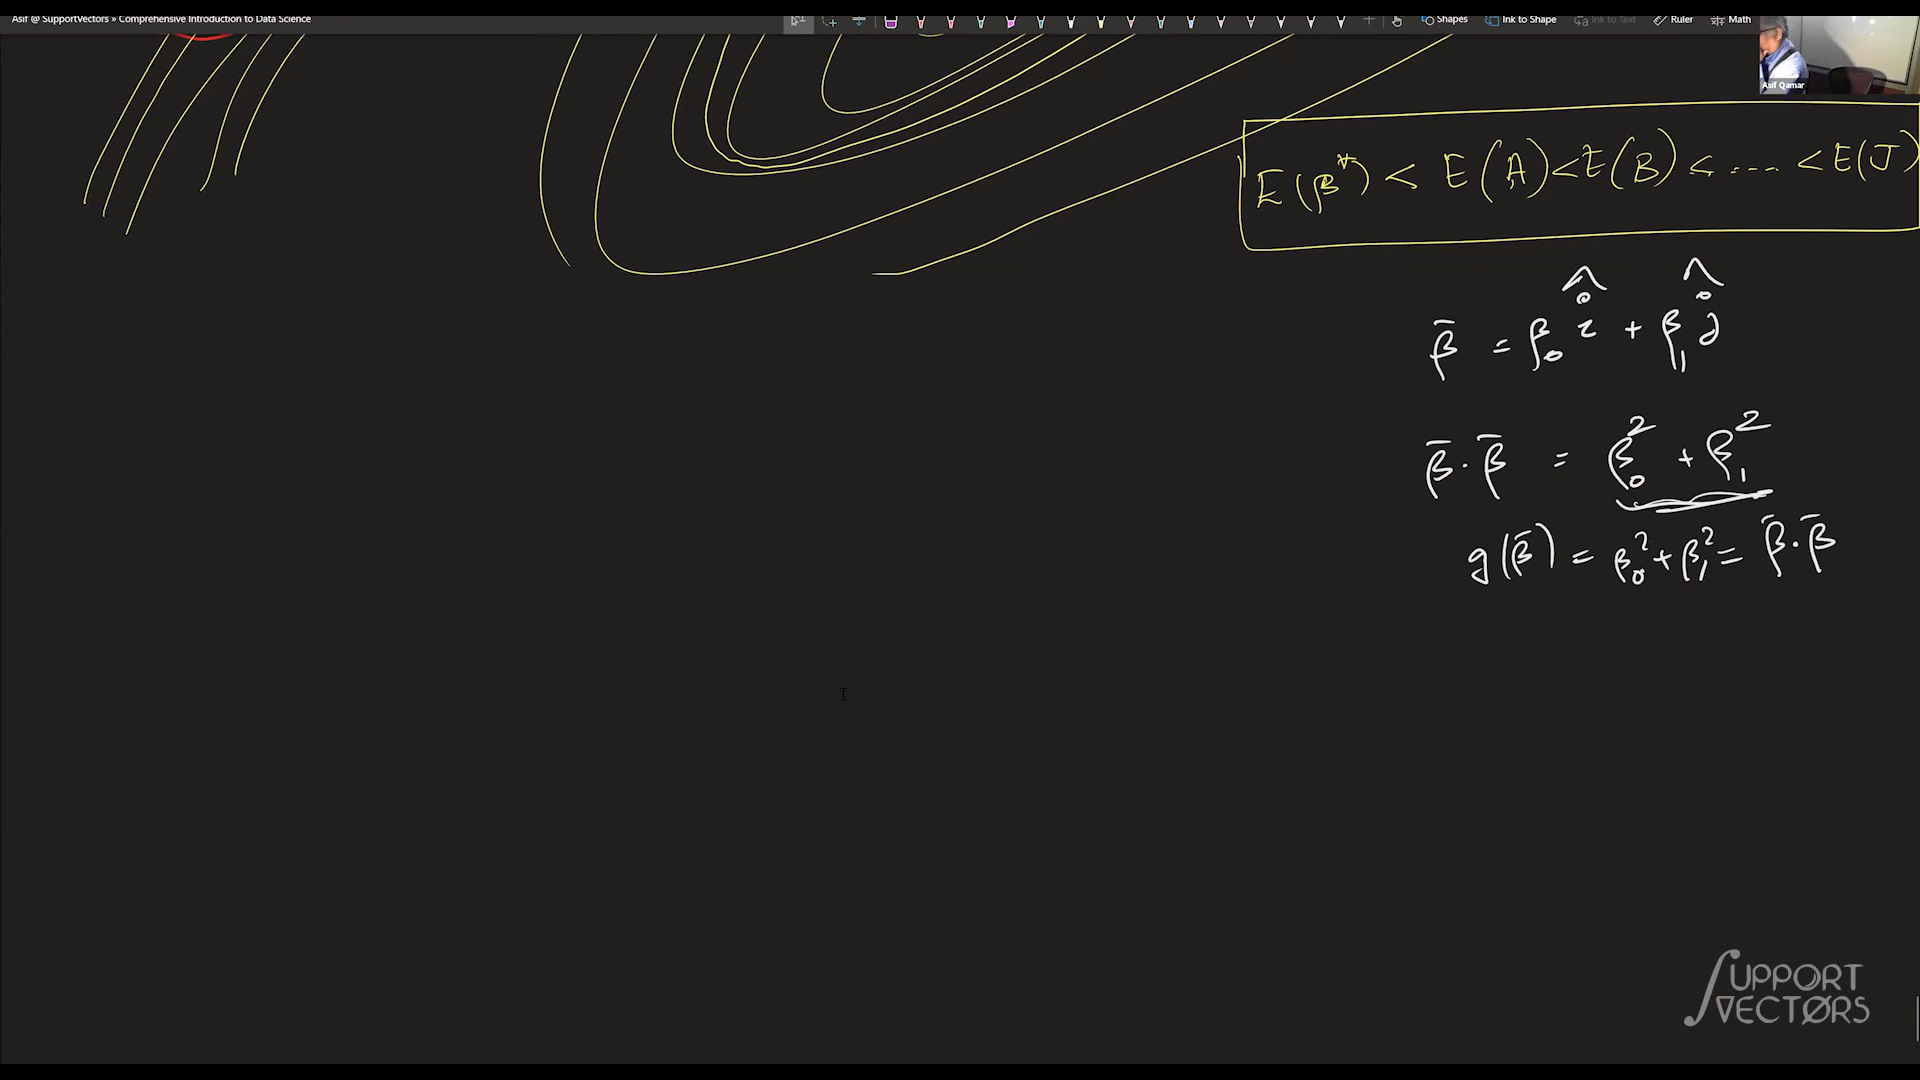 Asif @ SupportVectors » Comprehensive Introduction to Data Science
Shapes Ink to Shape Ink to Text Ruler Math
Asif Qamar
E(β*) < E(A) < E(B) < .... < E(J)
β̄ = β₀ î + β₁ ĵ
β̄ · β̄ = β₀² + β₁²
g(β̄) = β₀² + β₁² = β̄ · β̄
SUPPORT
VECTORS